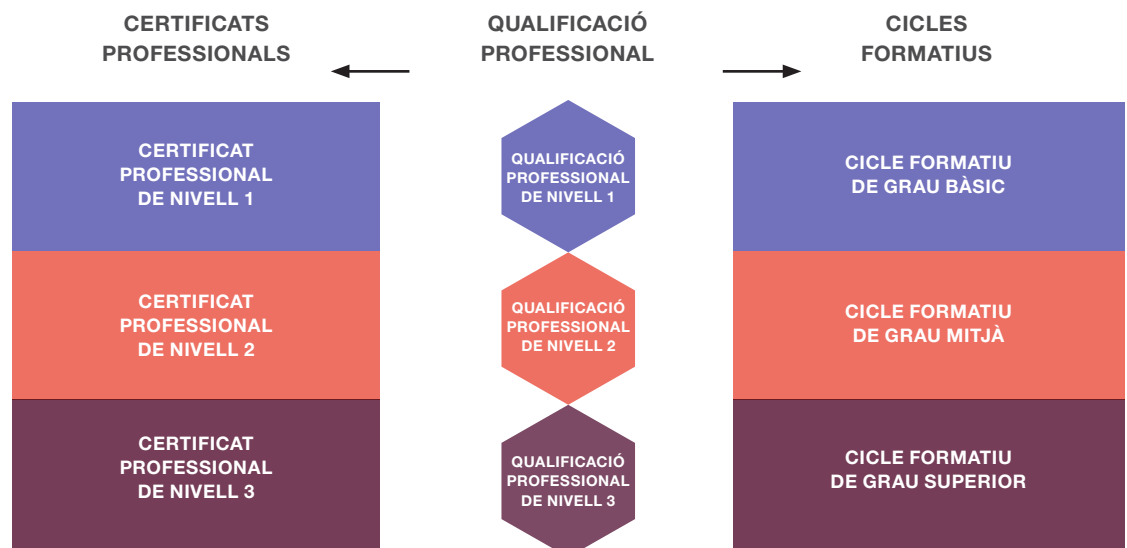 CERTIFICATS
PROFESSIONALS
QUALIFICACIÓ
PROFESSIONAL
CICLES
FORMATIUS
CERTIFICAT
PROFESSIONAL
DE NIVELL 1
QUALIFICACIÓ
PROFESSIONAL
DE NIVELL 1
CICLE FORMATIU
DE GRAU BÀSIC
CERTIFICAT
PROFESSIONAL
DE NIVELL 2
QUALIFICACIÓ
PROFESSIONAL
DE NIVELL 2
CICLE FORMATIU
DE GRAU MITJÀ
CERTIFICAT
PROFESSIONAL
DE NIVELL 3
QUALIFICACIÓ
PROFESSIONAL
DE NIVELL 3
CICLE FORMATIU
DE GRAU SUPERIOR